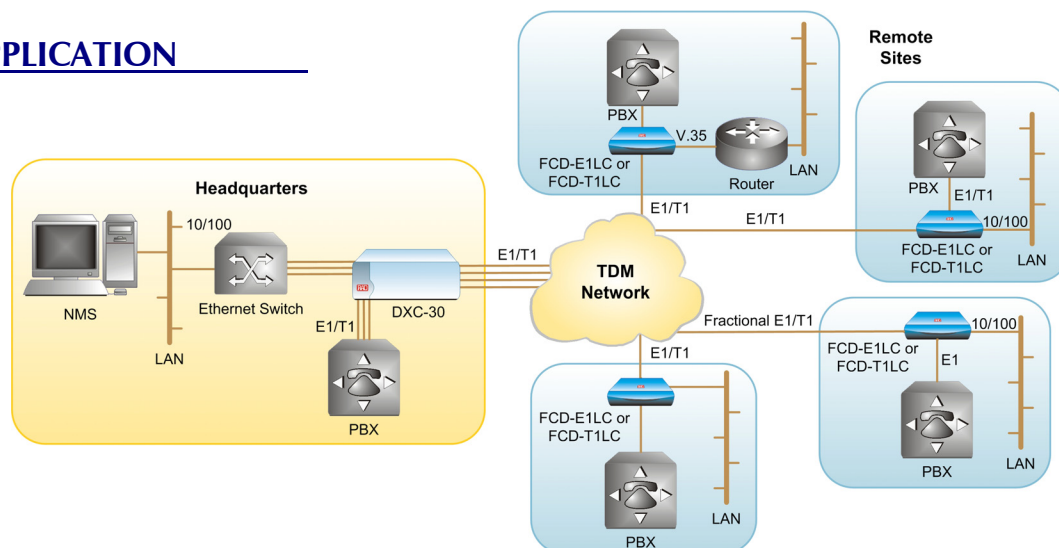 PPLICATION
Remote
Sites
PBX
V.35
FCD-E1LC or
FCD-T1LC
Router
LAN
PBX
E1/T1
10/100
FCD-E1LC or
FCD-T1LC
LAN
E1/T1
E1/T1
Headquarters
10/100
NMS
LAN
Ethernet Switch
E1/T1
DXC-30
E1/T1
PBX
TDM
Network
Fractional E1/T1
10/100
FCD-E1LC or
FCD-T1LC
E1
PBX
LAN
E1/T1
FCD-E1LC or
FCD-T1LC
PBX
LAN